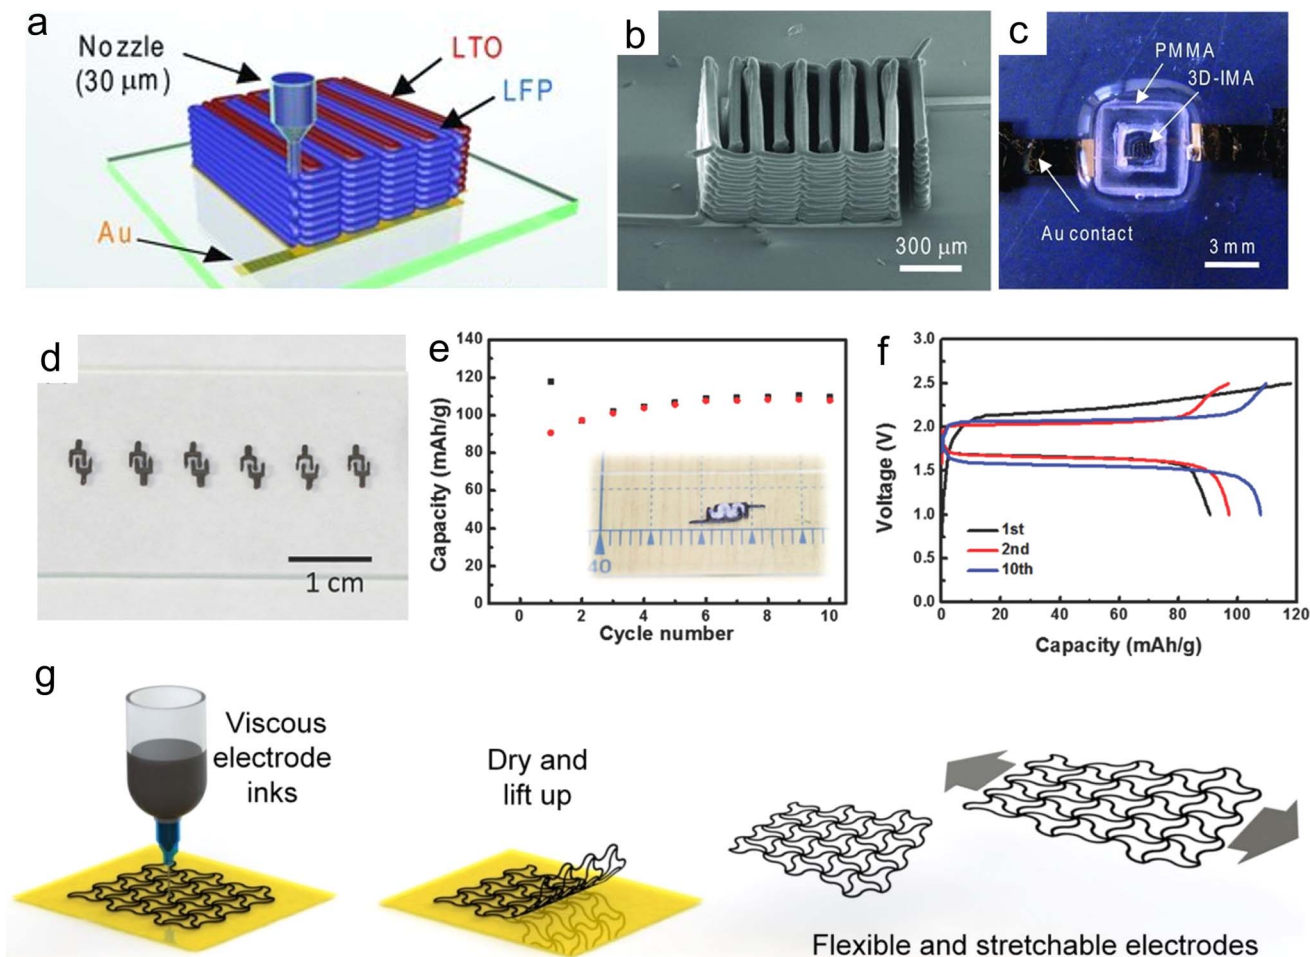 a
Nozzle
(30 μm)
LTO
LFP
Au
b
300 μm
c
PMMA
3D-IMA
Au contact
3 mm
d
1 cm
e
Capacity (mAh/g)
140
120
100
80
60
40
20
0
0 2 4 6 8 10
Cycle number
40
f
Voltage (V)
3.0
2.5
2.0
1.5
1.0
0.5
0.0
1st
2nd
10th
0 20 40 60 80 100 120
Capacity (mAh/g)
g
Viscous
electrode
inks
Dry and
lift up
Flexible and stretchable electrodes